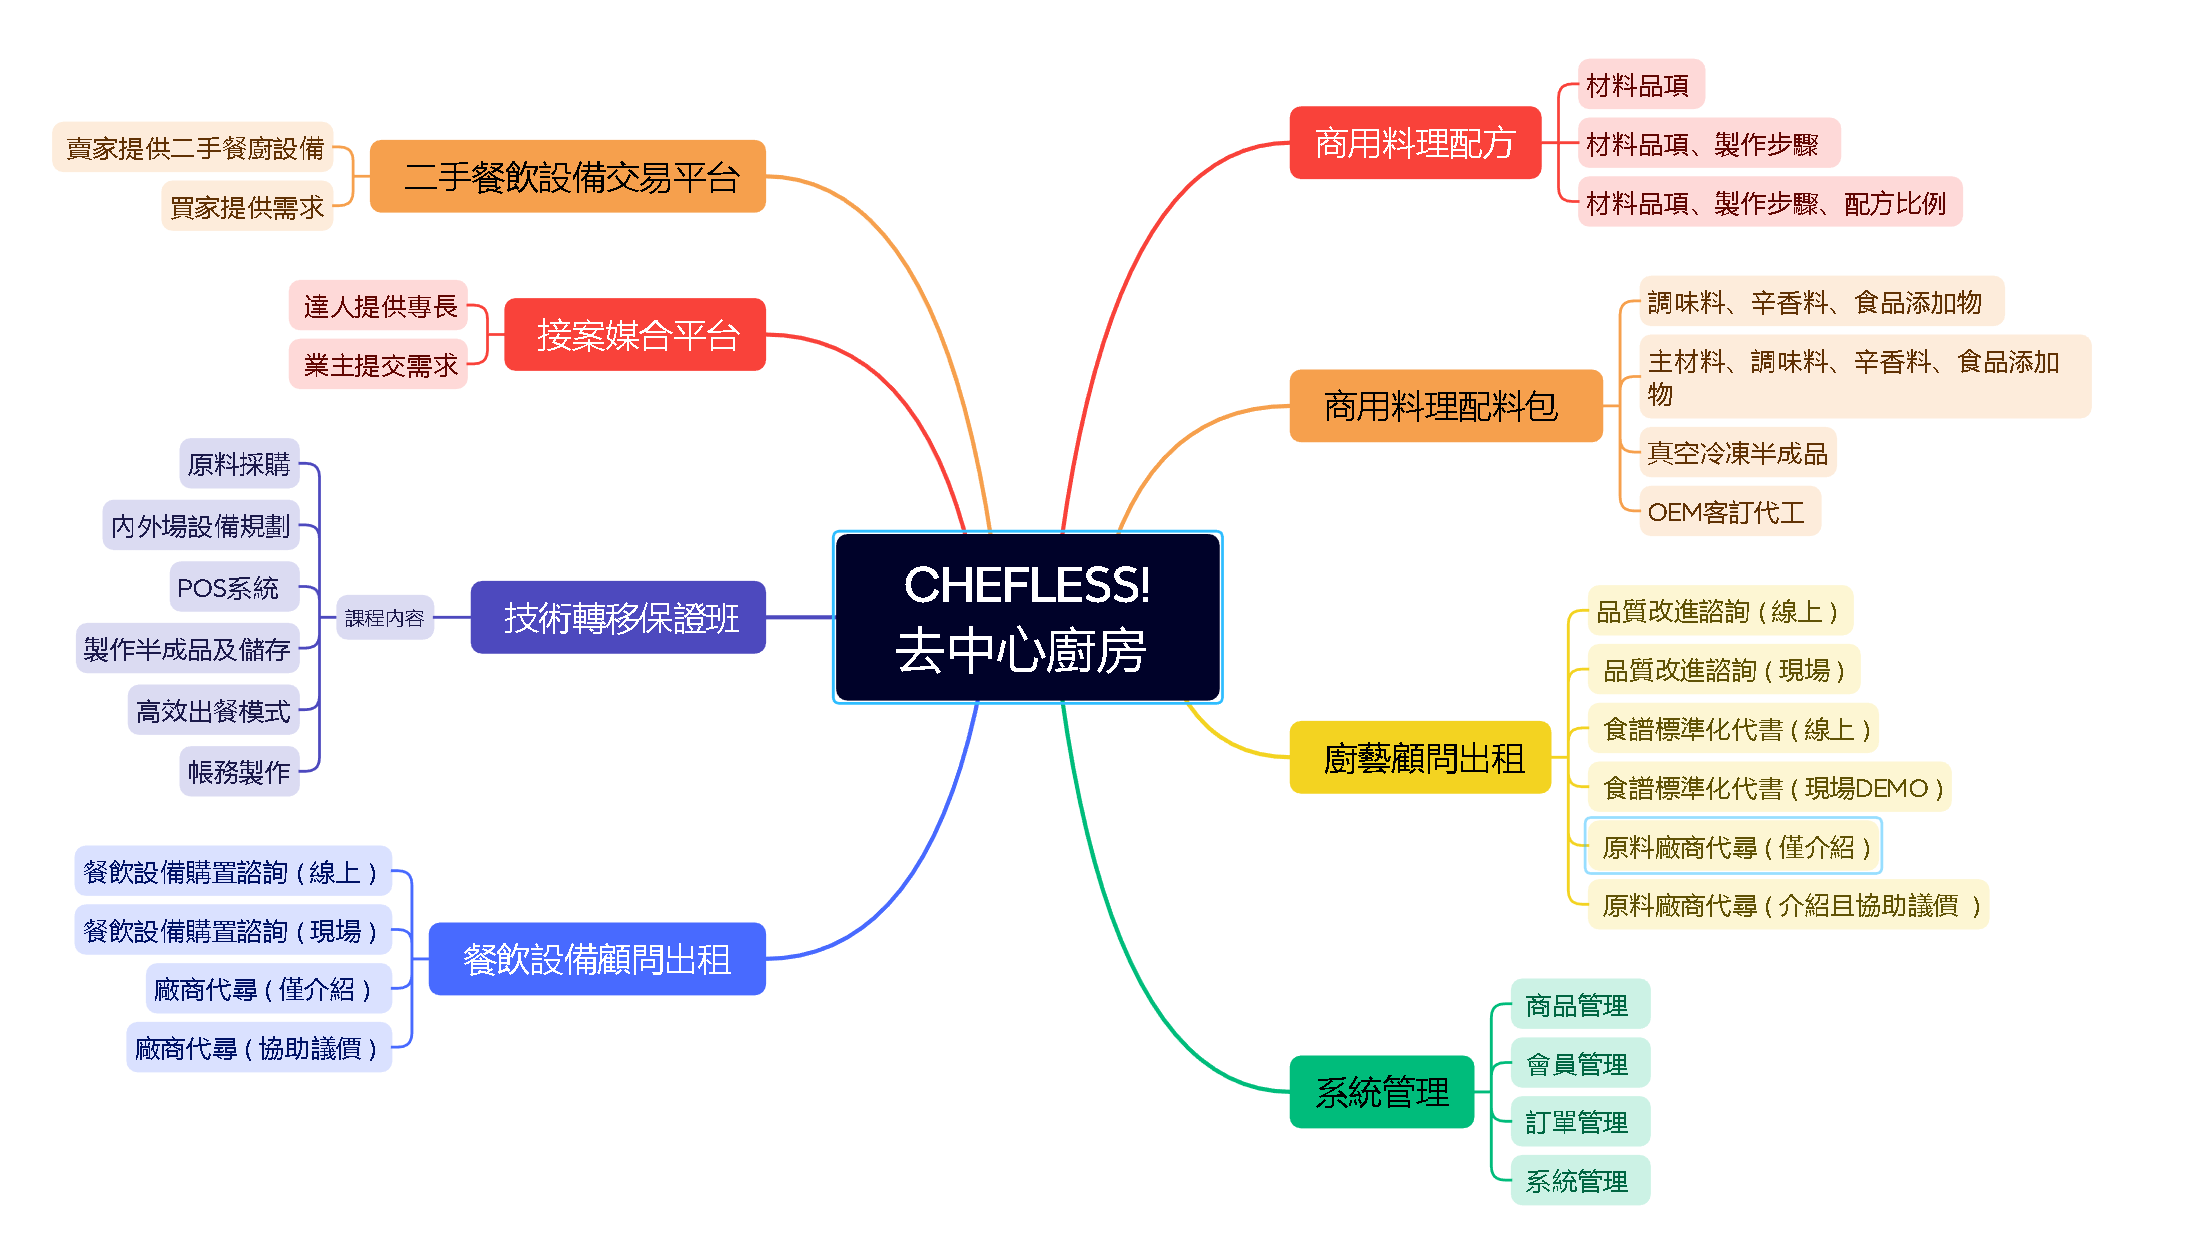 CHEFLESS!
去中心廚房
商用料理配方
材料品項
材料品項、製作步驟
材料品項、製作步驟、配方比例
商用料理配料包
調味料、辛香料、食品添加物
主材料、調味料、辛香料、食品添加
物
真空冷凍半成品
OEM客訂代工
廚藝顧問出租
品質改進諮詢 ( 線上 )
品質改進諮詢 ( 現場 )
食譜標準化代書 ( 線上 )
食譜標準化代書 ( 現場DEMO )
原料廠商代尋 ( 僅介紹 )
原料廠商代尋 ( 介紹且協助議價 )
系統管理
商品管理
會員管理
訂單管理
系統管理
二手餐飲設備交易平台
賣家提供二手餐廚設備
買家提供需求
接案媒合平台
達人提供專長
業主提交需求
技術轉移保證班
課程內容
原料採購
內外場設備規劃
POS系統
製作半成品及儲存
高效出餐模式
帳務製作
餐飲設備顧問出租
餐飲設備購置諮詢 ( 線上 )
餐飲設備購置諮詢 ( 現場 )
廠商代尋 ( 僅介紹 )
廠商代尋 ( 協助議價 )